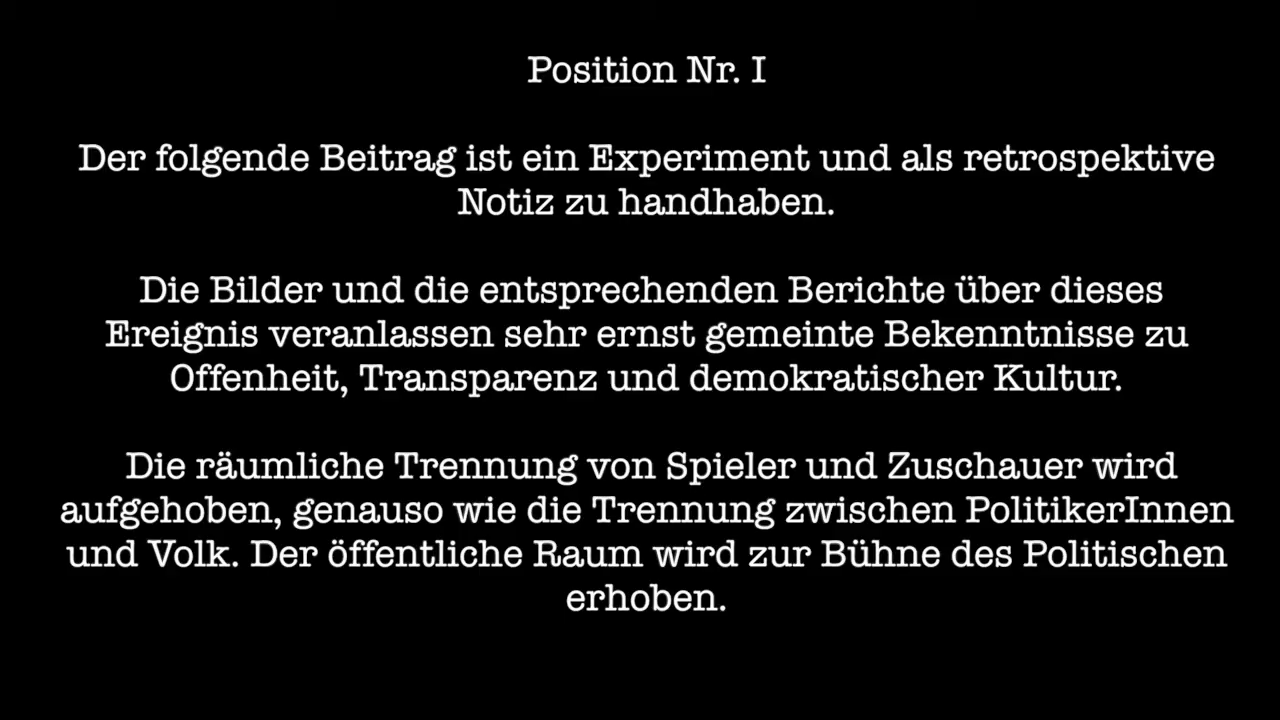 Position Nr. I
Der folgende Beitrag ist ein Experiment und als retrospektive
Notiz zu handhaben.
Die Bilder und die entsprechenden Berichte über dieses
Ereignis veranlassen sehr ernst gemeinte Bekenntnisse zu
Offenheit, Transparenz und demokratischer Kultur.
Die räumliche Trennung von Spieler und Zuschauer wird
aufgehoben, genauso wie die Trennung zwischen PolitikerInnen
und Volk. Der öffentliche Raum wird zur Bühne des Politischen
erhoben.